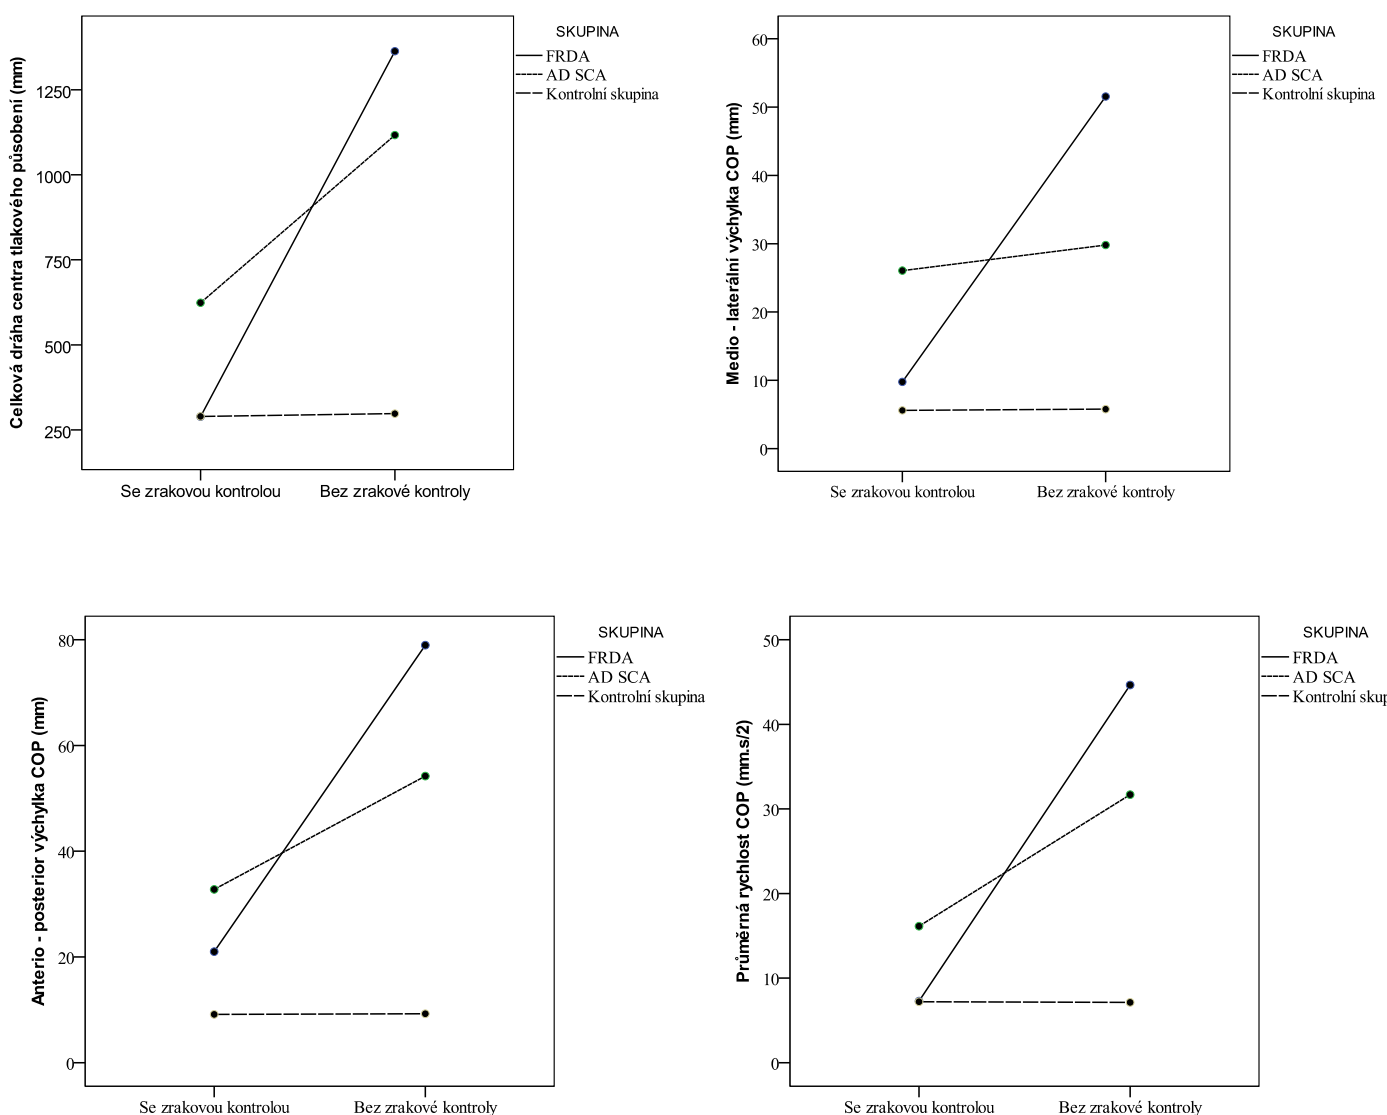 Celková dráha centra tlakového působení (mm)
1250
1000
750
500
250
Se zrakovou kontrolou
Bez zrakové kontroly
SKUPINA
FRDA
AD SCA
Kontrolní skupina
Medio - laterální výchylka COP (mm)
60
50
40
30
20
10
0
Se zrakovou kontrolou
Bez zrakové kontroly
SKUPINA
FRDA
AD SCA
Kontrolní skupina
Anterio - posterior výchylka COP (mm)
80
60
40
20
0
Se zrakovou kontrolou
Bez zrakové kontroly
SKUPINA
FRDA
AD SCA
Kontrolní skupina
Průměrná rychlost COP (mm.s/2)
50
40
30
20
10
0
Se zrakovou kontrolou
Bez zrakové kontroly
SKUPINA
FRDA
AD SCA
Kontrolní skup